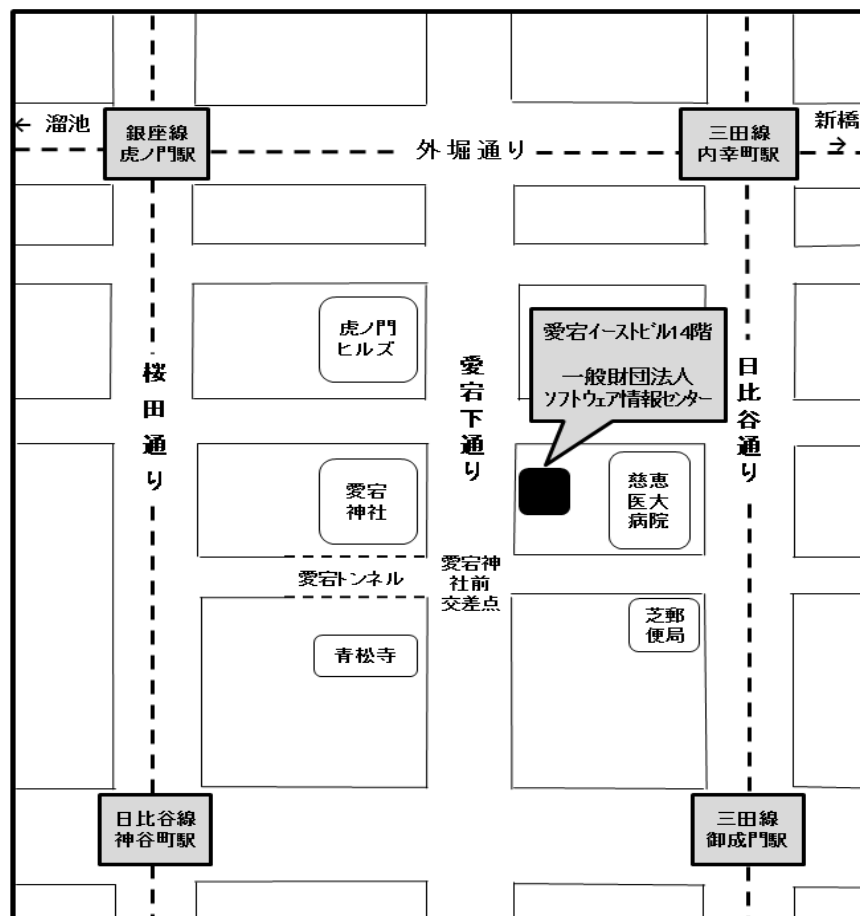 ← 溜池
銀座線
虎ノ門駅
外堀通り
三田線
内幸町駅
新橋
→
虎ノ門
ヒルズ
愛宕イーストビル14階
一般財団法人
ソフトウェア情報センター
桜田通り
愛宕下通り
日比谷通り
愛宕
神社
慈恵
医大
病院
愛宕トンネル
愛宕神
社前
交差点
芝郵
便局
青松寺
日比谷線
神谷町駅
三田線
御成門駅